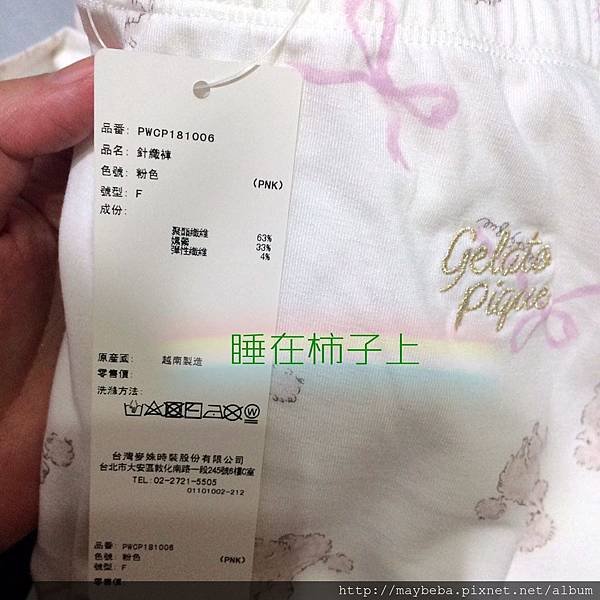 品番: PWCP181006
品名: 針織褲
色號: 粉色 (PNK)
號型: F
成份:
聚酯纖維 63%
嫘縈 33%
彈性纖維 4%
gelato
pique
睡在柿子上
原產國: 越南製造
零售價:
洗滌方法:
台灣麥姝時裝股份有限公司
台北市大安區敦化南路一段245號6樓C室
TEL:02-2721-5505
01101002-212
品番: PWCP181006
色號: 粉色 (PNK)
號型: F
零售價:
http://maybeba.pixnet.net/album